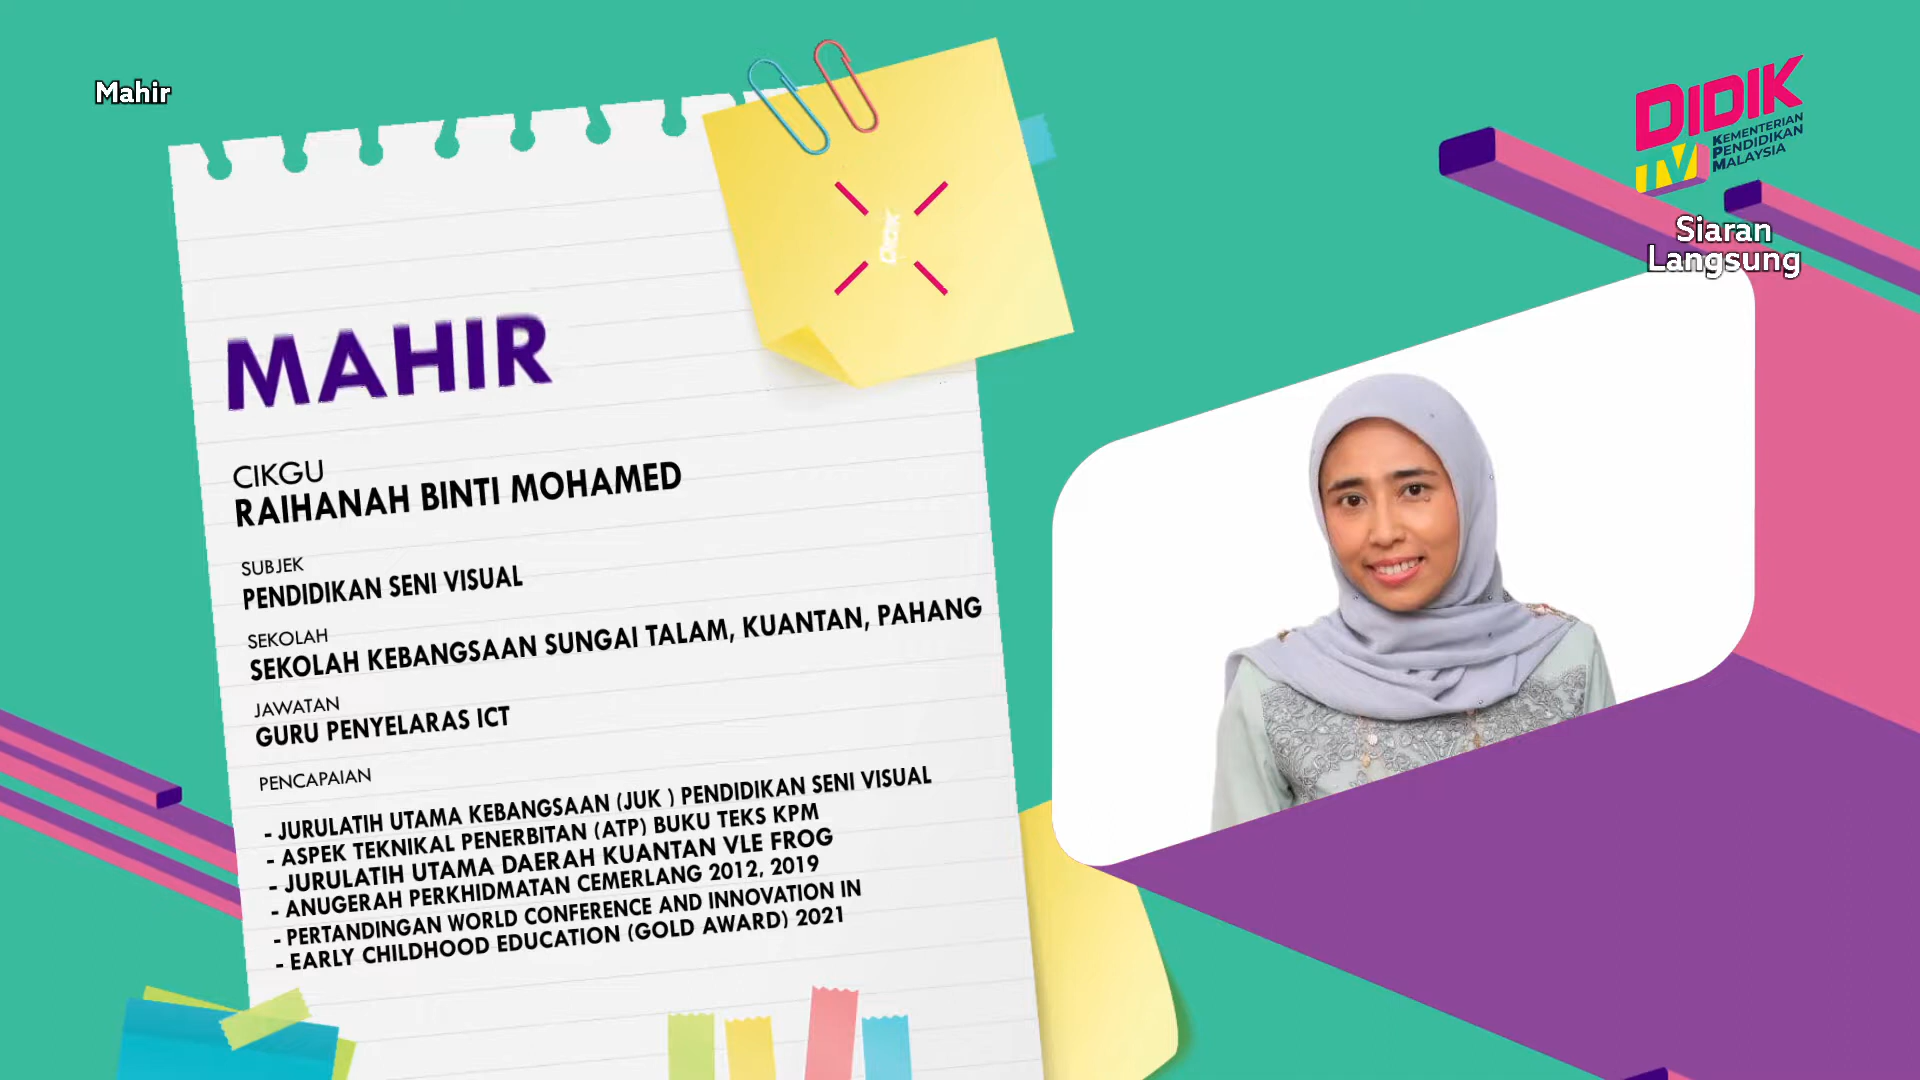 Mahir
DIDIK
TV
KEMENTERIAN
PENDIDIKAN
MALAYSIA
Siaran
Langsung
DIDIK
MAHIR
CIKGU
RAIHANAH BINTI MOHAMED
SUBJEK
PENDIDIKAN SENI VISUAL
SEKOLAH
SEKOLAH KEBANGSAAN SUNGAI TALAM, KUANTAN, PAHANG
JAWATAN
GURU PENYELARAS ICT
PENCAPAIAN
- JURULATIH UTAMA KEBANGSAAN (JUK ) PENDIDIKAN SENI VISUAL
- ASPEK TEKNIKAL PENERBITAN (ATP) BUKU TEKS KPM
- JURULATIH UTAMA DAERAH KUANTAN VLE FROG
- ANUGERAH PERKHIDMATAN CEMERLANG 2012, 2019
- PERTANDINGAN WORLD CONFERENCE AND INNOVATION IN
- EARLY CHILDHOOD EDUCATION (GOLD AWARD) 2021